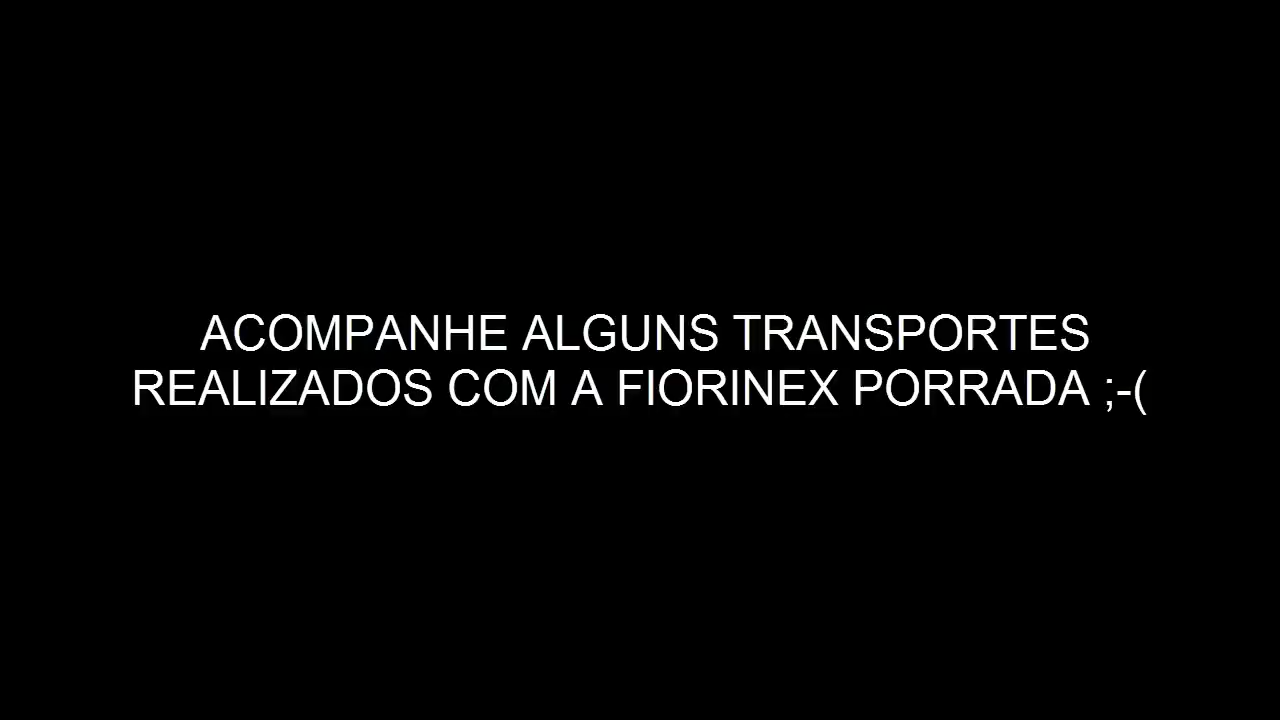 ACOMPANHE ALGUNS TRANSPORTES
REALIZADOS COM A FIORINEX PORRADA ;-(